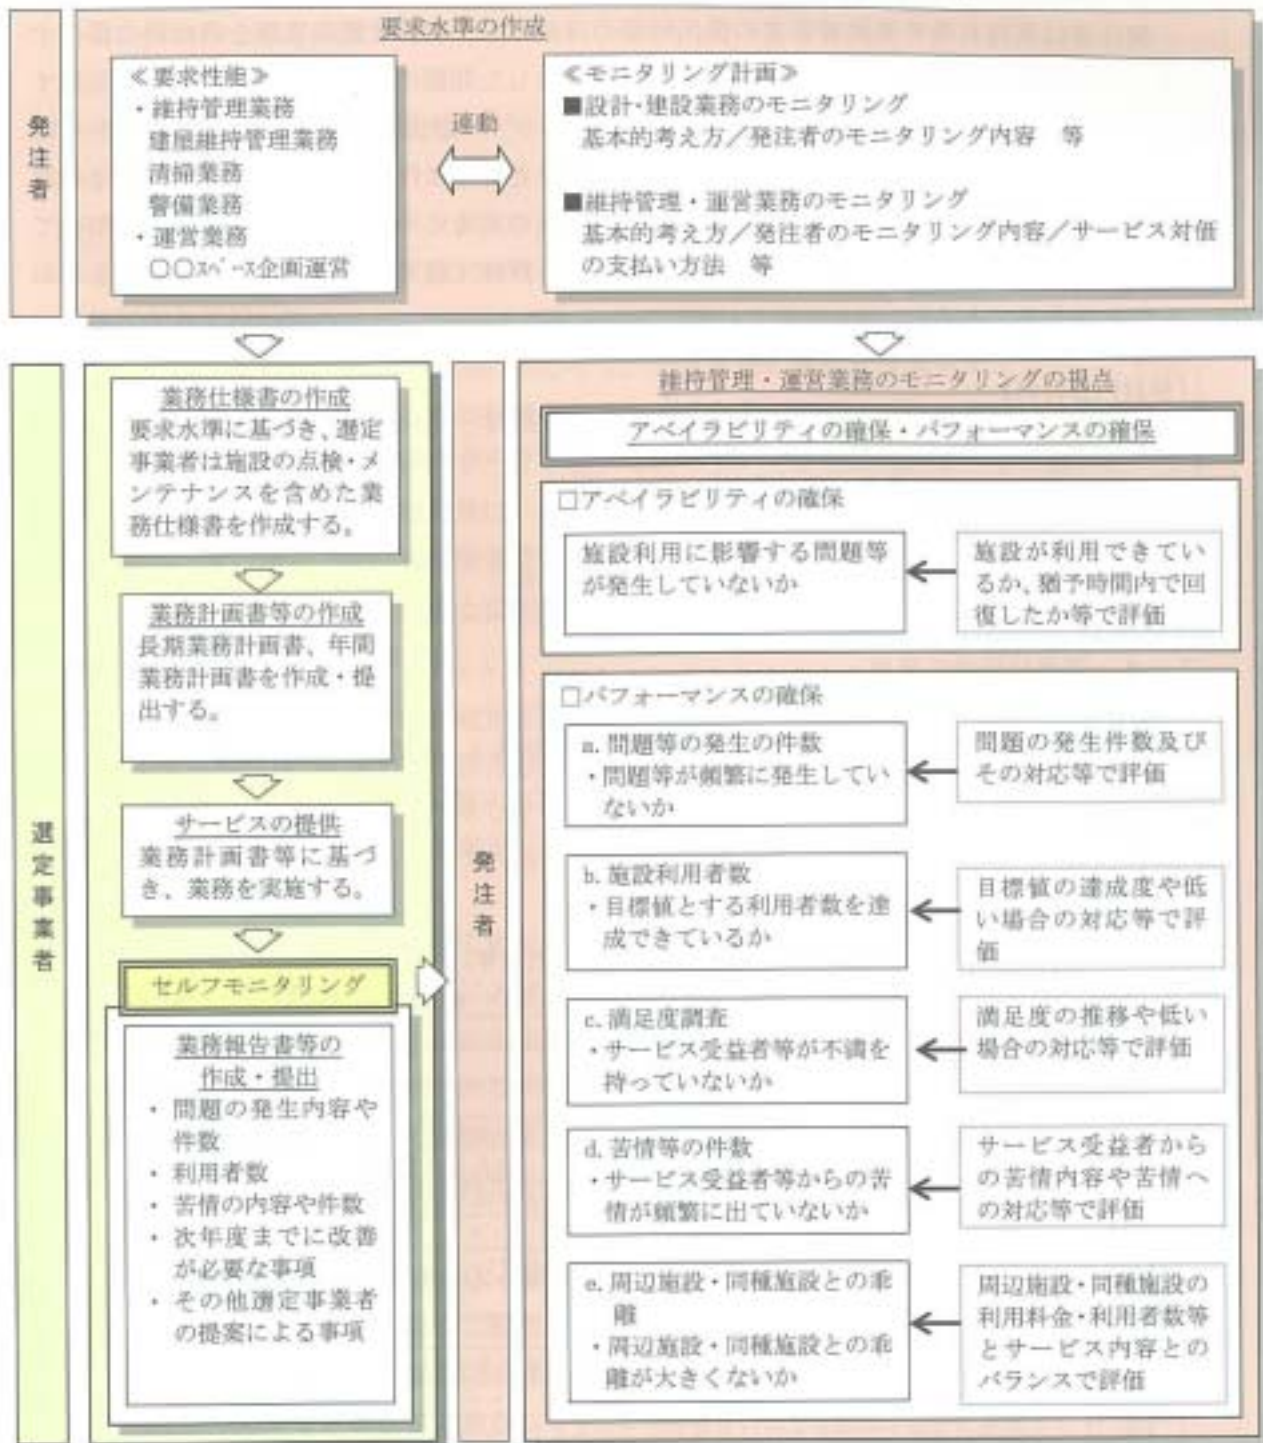 発注者
要求水準の作成
≪要求性能≫
・維持管理業務
建屋維持管理業務
清掃業務
警備業務
・運営業務
〇〇スペース企画運営
連動
≪モニタリング計画≫
■設計・建設業務のモニタリング
基本的考え方／発注者のモニタリング内容　等
■維持管理・運営業務のモニタリング
基本的考え方／発注者のモニタリング内容／サービス対価
の支払い方法　等
選定事業者
業務仕様書の作成
要求水準に基づき、選定
事業者は施設の点検・メ
ンテナンスを含めた業
務仕様書を作成する。
業務計画書等の作成
長期業務計画書、年間
業務計画書を作成・提
出する。
サービスの提供
業務計画書等に基づ
き、業務を実施する。
セルフモニタリング
業務報告書等の
作成・提出
・ 問題の発生内容や
件数
・ 利用者数
・ 苦情の内容や件数
・ 次年度までに改善
が必要な事項
・ その他選定事業者
の提案による事項
発注者
維持管理・運営業務のモニタリングの視点
アベイラビリティの確保・パフォーマンスの確保
□アベイラビリティの確保
施設利用に影響する問題等
が発生していないか
施設が利用できてい
るか、猶予時間内で回
復したか等で評価
□パフォーマンスの確保
a. 問題等の発生の件数
・問題等が頻繁に発生してい
ないか
問題の発生件数及び
その対応等で評価
b. 施設利用者数
・目標値とする利用者数を達
成できているか
目標値の達成度や低
い場合の対応等で評
価
c. 満足度調査
・サービス受益者等が不満を
持っていないか
満足度の推移や低い
場合の対応等で評価
d. 苦情等の件数
・サービス受益者等からの苦
情が頻繁に出ていないか
サービス受益者から
の苦情内容や苦情へ
の対応等で評価
e. 周辺施設・同種施設との乖
離
・周辺施設・同種施設との乖
離が大きくないか
周辺施設・同種施設の
利用料金・利用者数等
とサービス内容との
バランスで評価